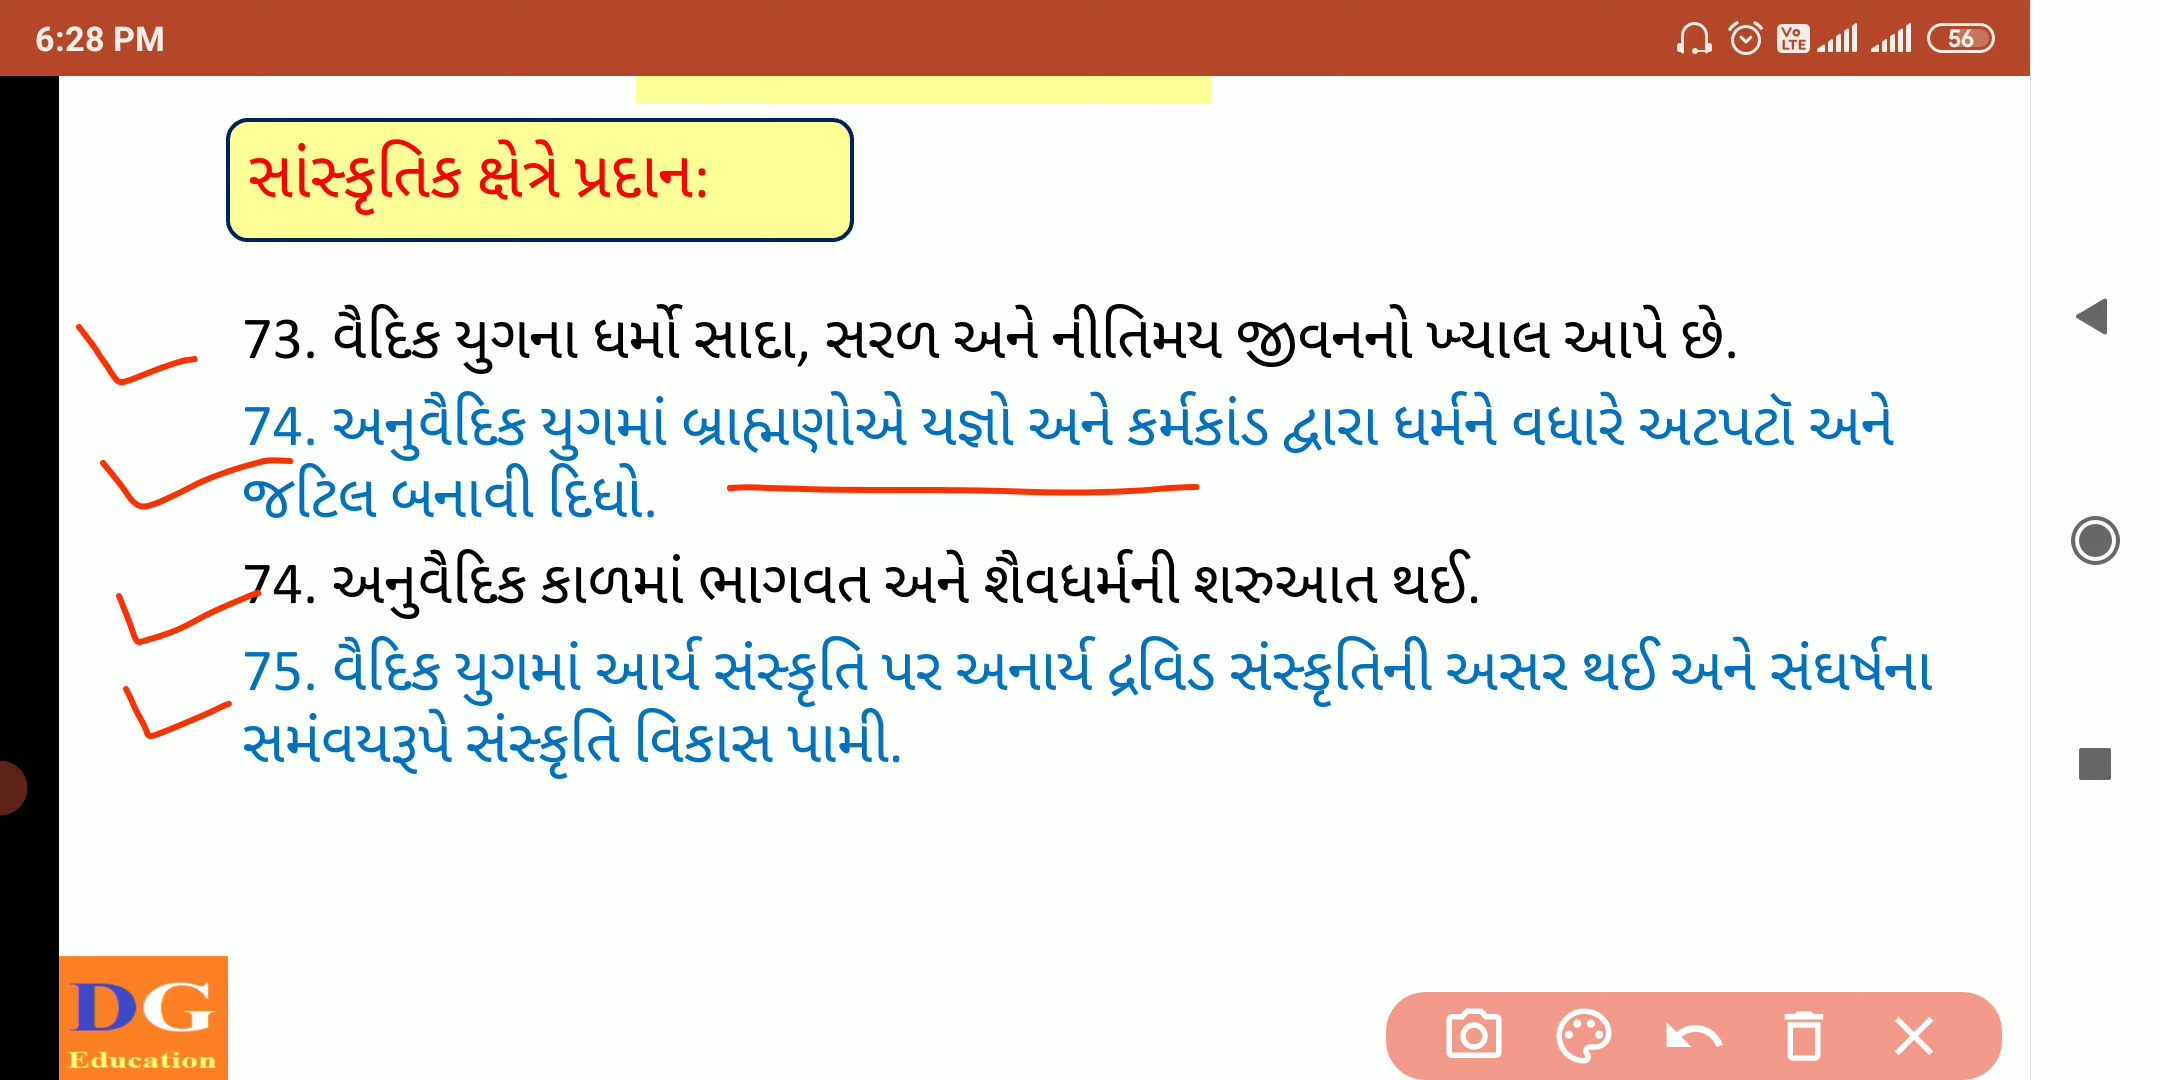 6:28 PM
Vo LTE
56
સાંસ્કૃતિક ક્ષેત્રે પ્રદાન:
73. વૈદિક યુગના ધર્મો સાદા, સરળ અને નીતિમય જીવનનો ખ્યાલ આપે છે.
74. અનુવૈદિક યુગમાં બ્રાહ્મણોએ યજ્ઞો અને કર્મકાંડ દ્વારા ધર્મને વધારે અટપટૉ અને
જટિલ બનાવી દિધો.
74. અનુવૈદિક કાળમાં ભાગવત અને શૈવધર્મની શરુઆત થઈ.
75. વૈદિક યુગમાં આર્ય સંસ્કૃતિ પર અનાર્ય દ્રવિડ સંસ્કૃતિની અસર થઈ અને સંઘર્ષના
સમંવયરૂપે સંસ્કૃતિ વિકાસ પામી.
DG
Education